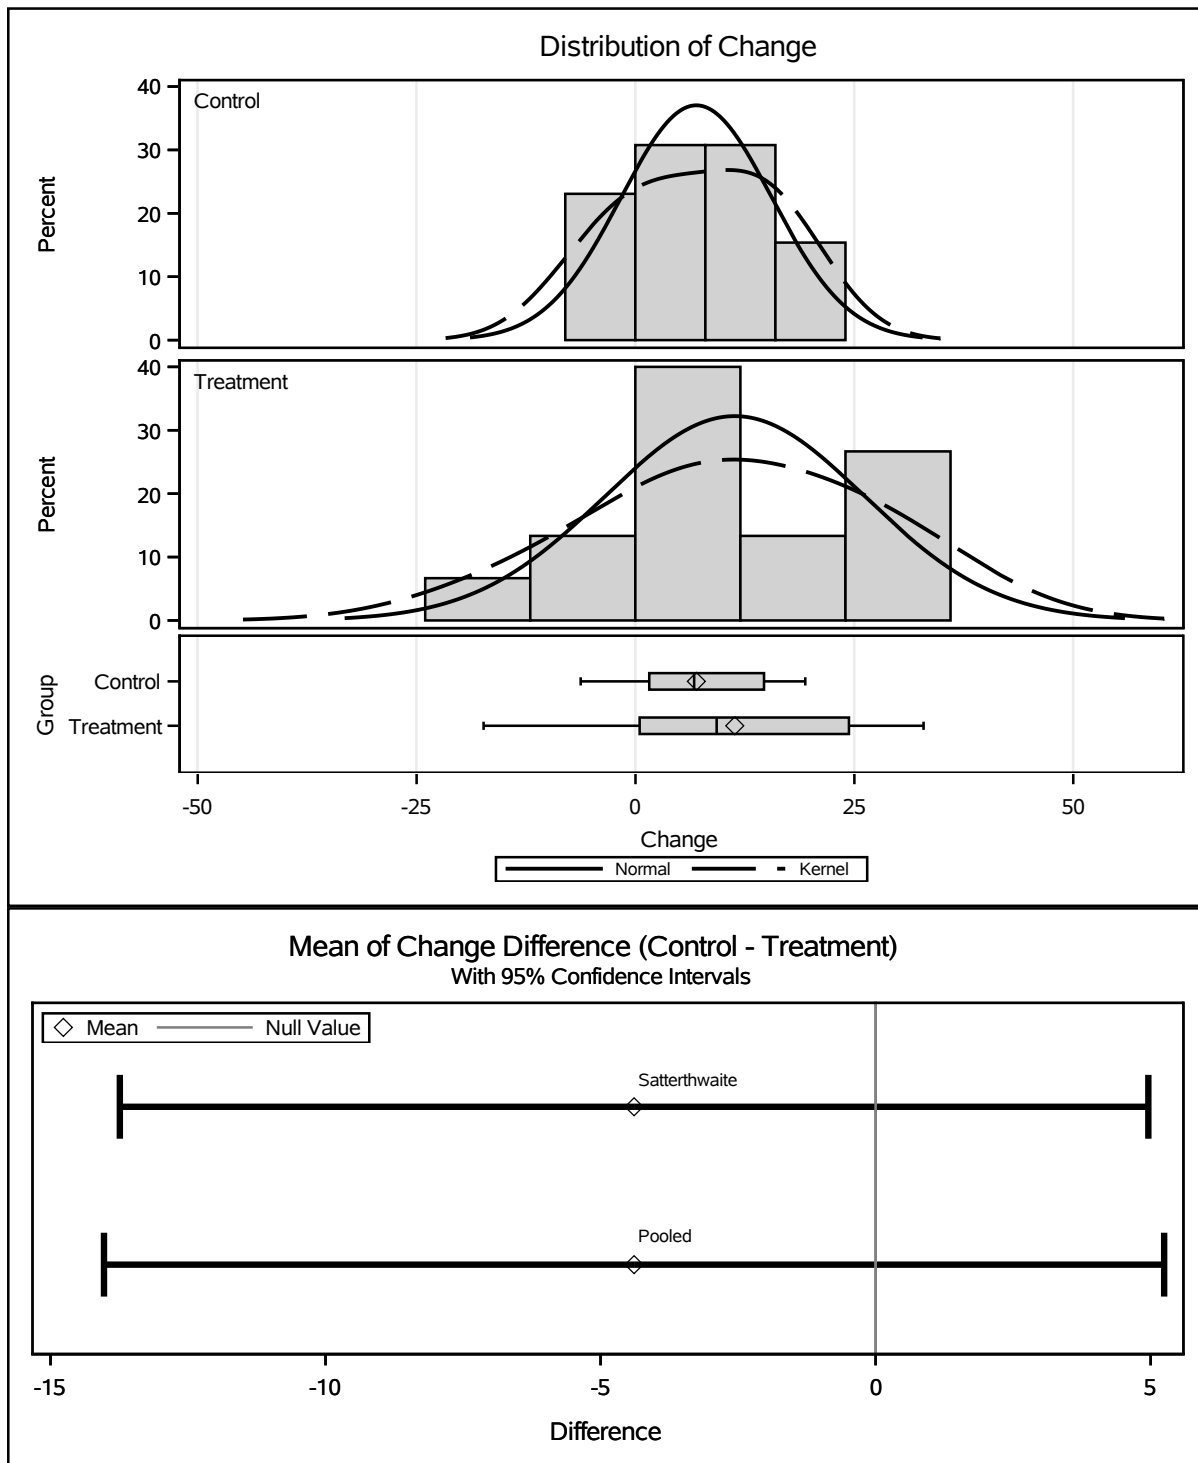 Distribution of Change
Control
Percent
40
30
20
10
0
Treatment
Percent
40
30
20
10
0
Group
Control
Treatment
-50 -25 0 25 50
Change
Normal Kernel
Mean of Change Difference (Control - Treatment)
With 95% Confidence Intervals
Mean Null Value
Satterthwaite
Pooled
-15 -10 -5 0 5
Difference